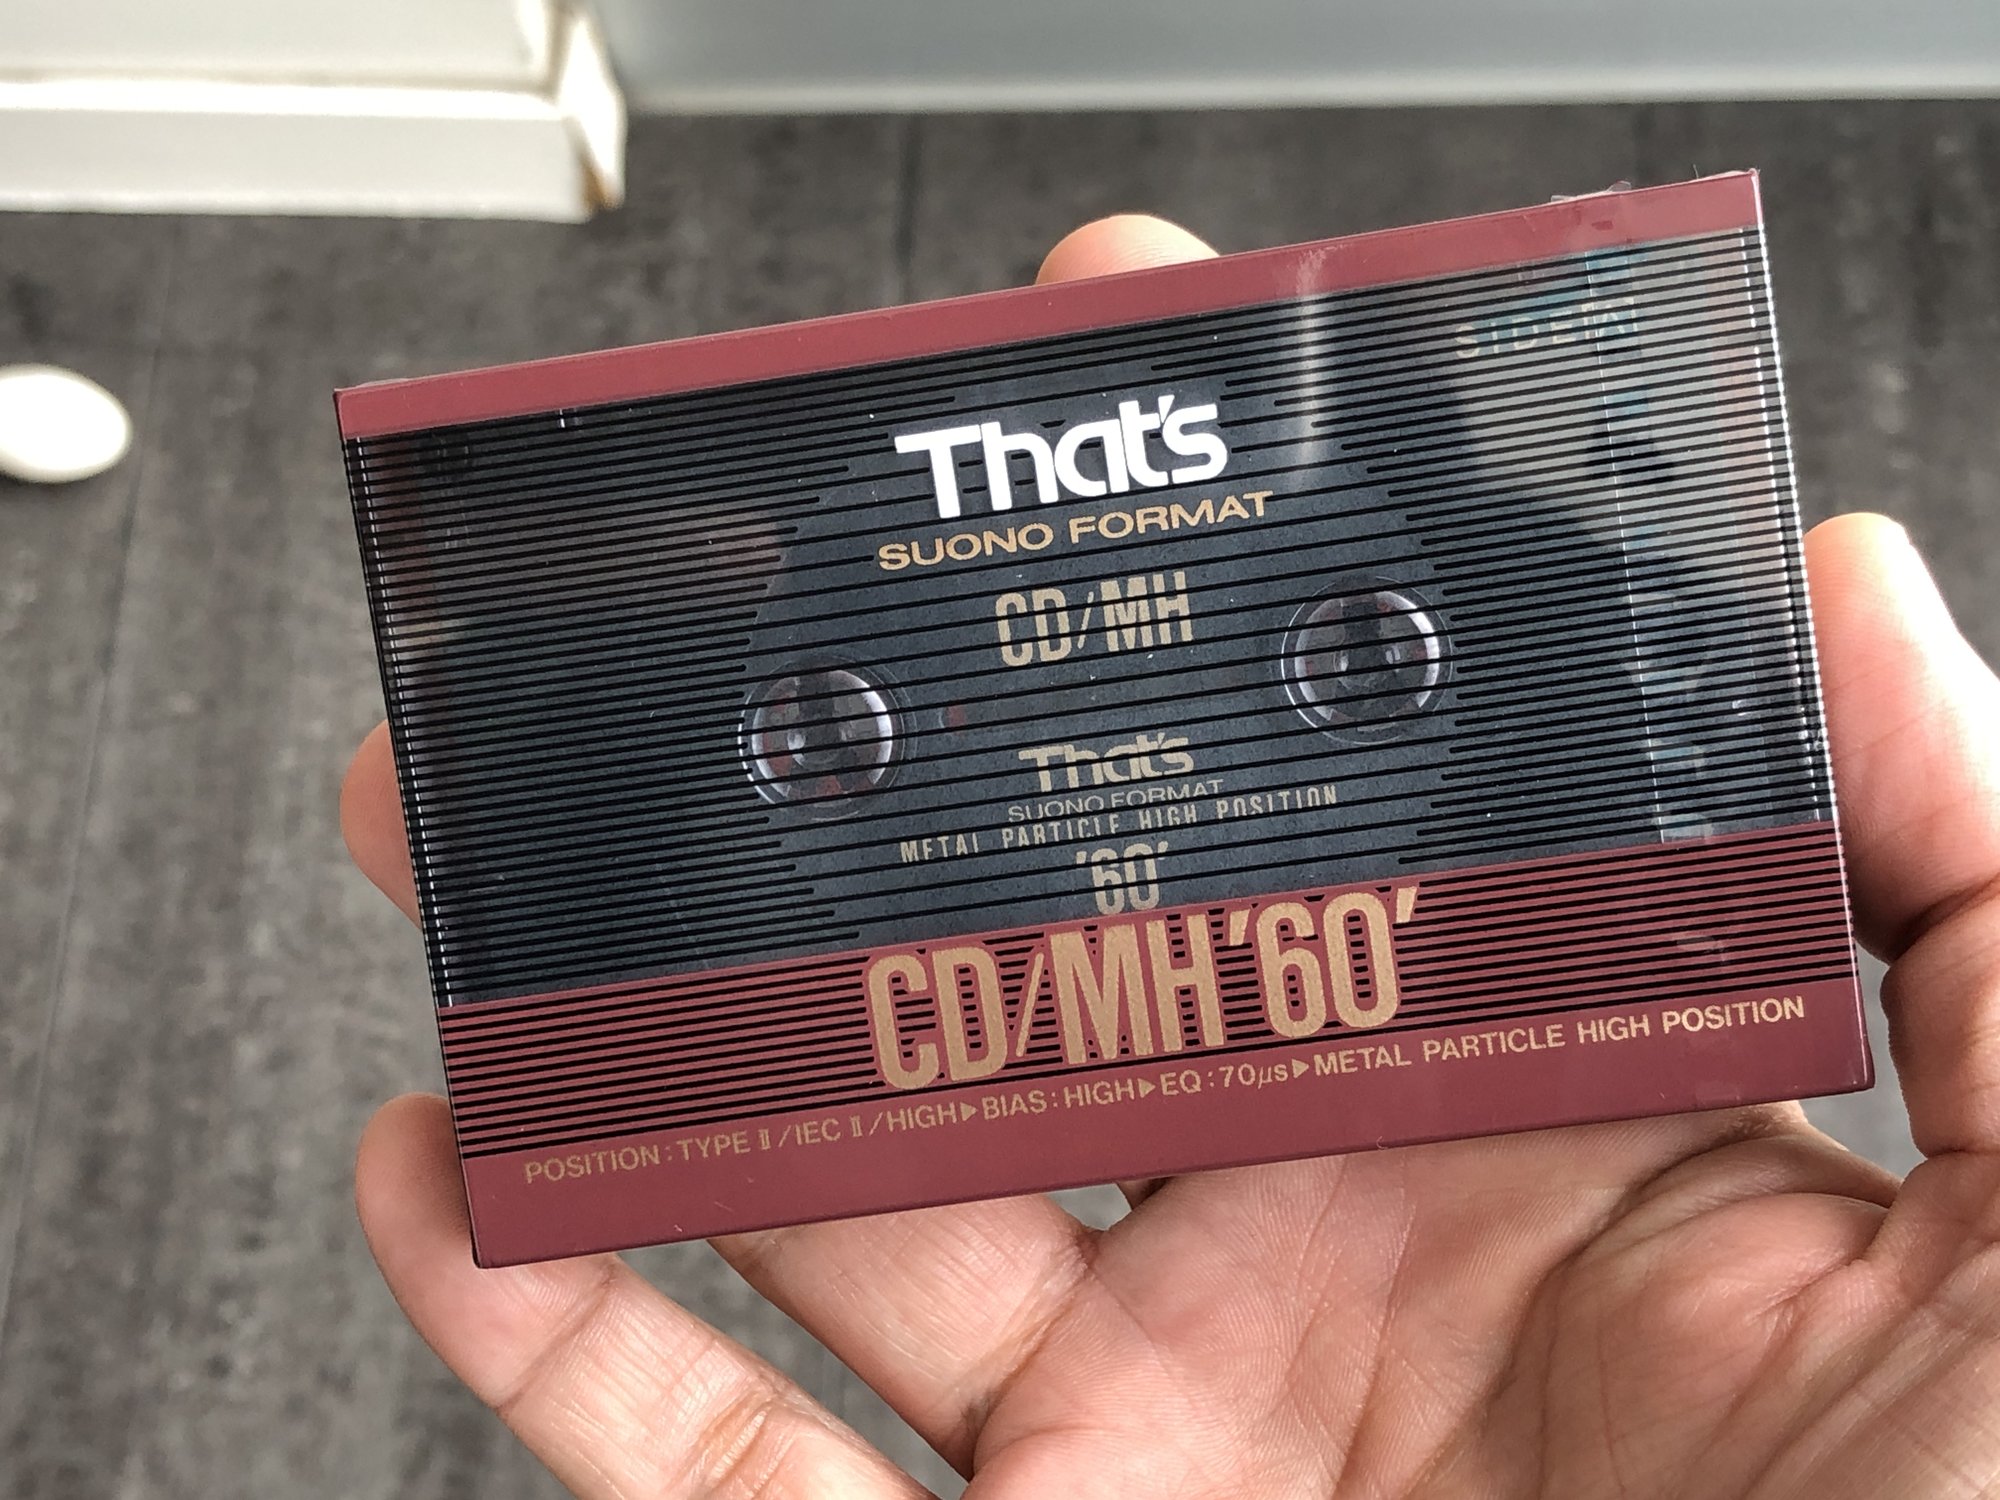 SIDE A
That's
SUONO FORMAT
CD/MH
That's
SUONO FORMAT
METAL PARTICLE HIGH POSITION
'60'
CD/MH'60'
POSITION:TYPE Ⅱ/IEC Ⅱ/HIGH▶BIAS:HIGH▶EQ:70μs▶METAL PARTICLE HIGH POSITION